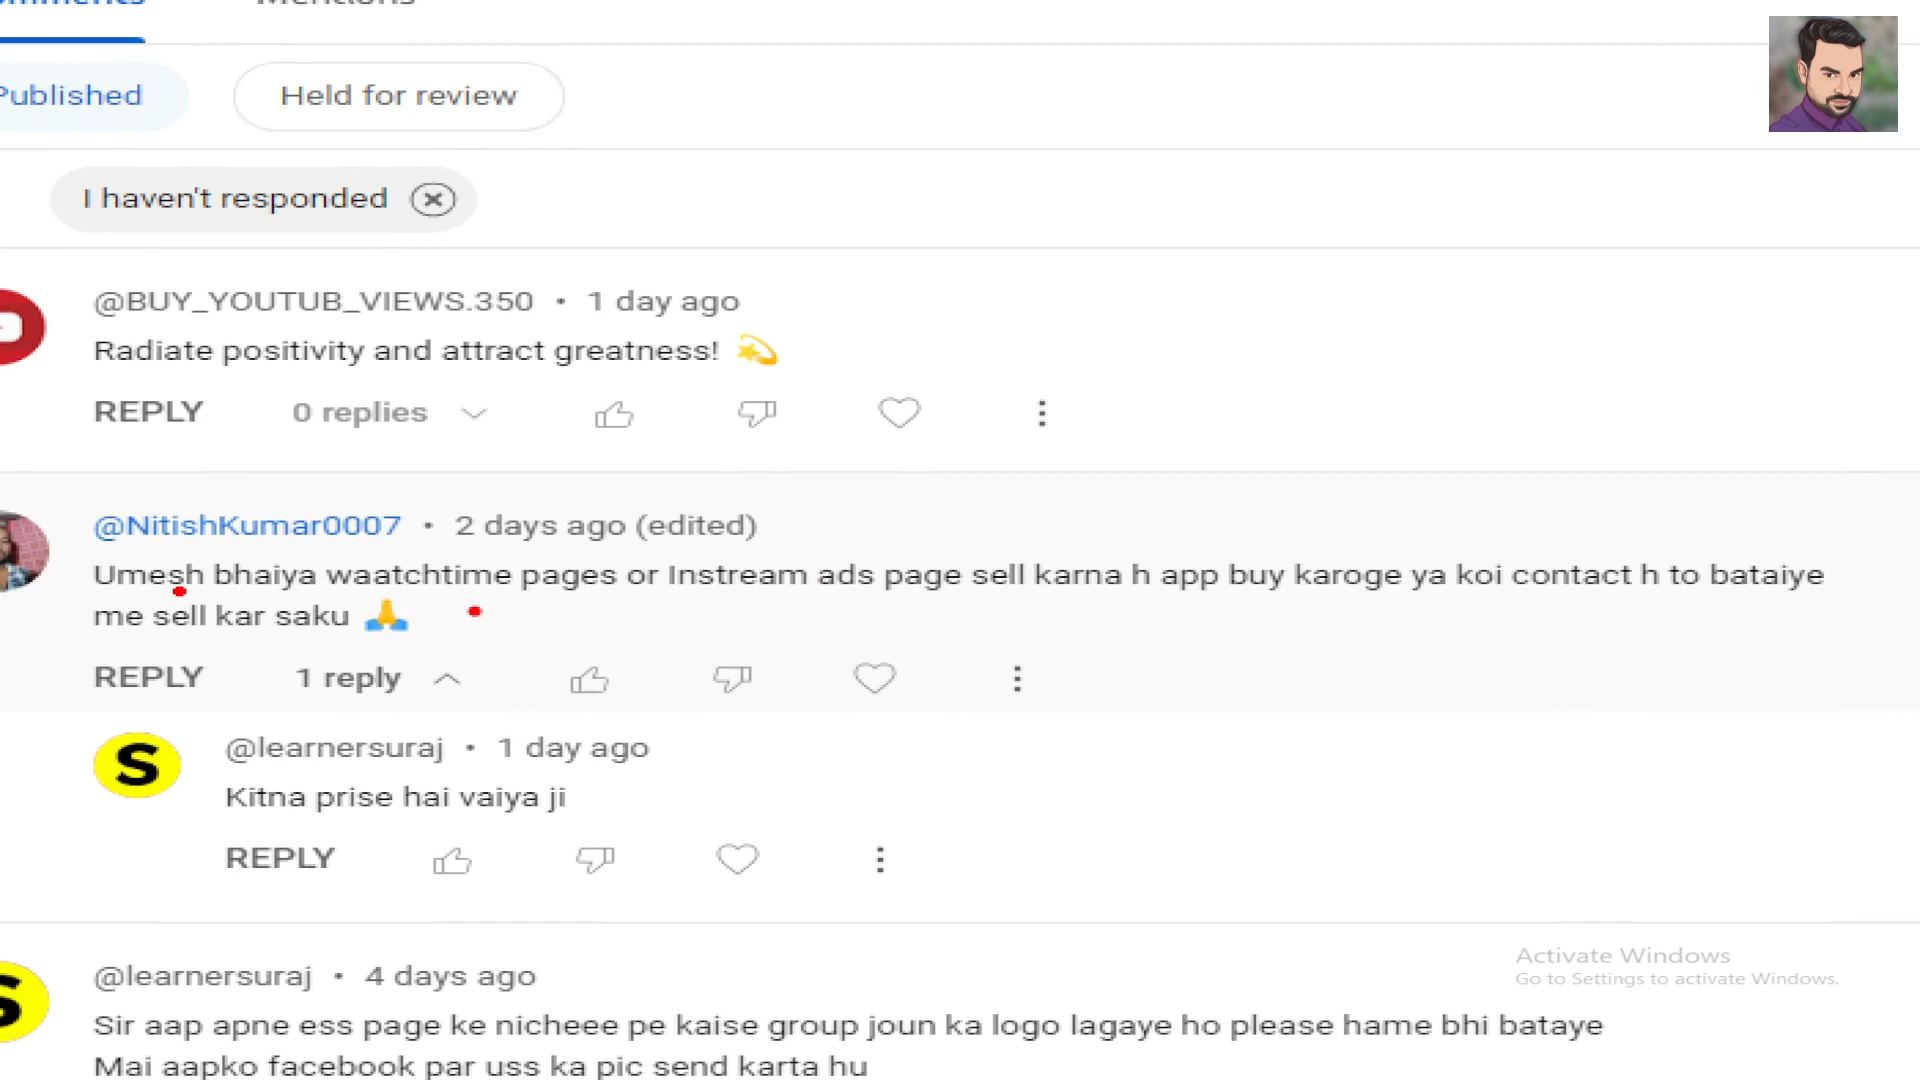 Comments Mentions
Published Held for review
I haven't responded
@BUY_YOUTUB_VIEWS.350 • 1 day ago
Radiate positivity and attract greatness! 💫
REPLY 0 replies
@NitishKumar0007 • 2 days ago (edited)
Umesh bhaiya waatchtime pages or Instream ads page sell karna h app buy karoge ya koi contact h to bataiye
me sell kar saku 🙏
REPLY 1 reply
S
@learnersuraj • 1 day ago
Kitna prise hai vaiya ji
REPLY
S
@learnersuraj • 4 days ago
Activate Windows
Go to Settings to activate Windows.
Sir aap apne ess page ke nicheee pe kaise group joun ka logo lagaye ho please hame bhi bataye
Mai aapko facebook par uss ka pic send karta hu